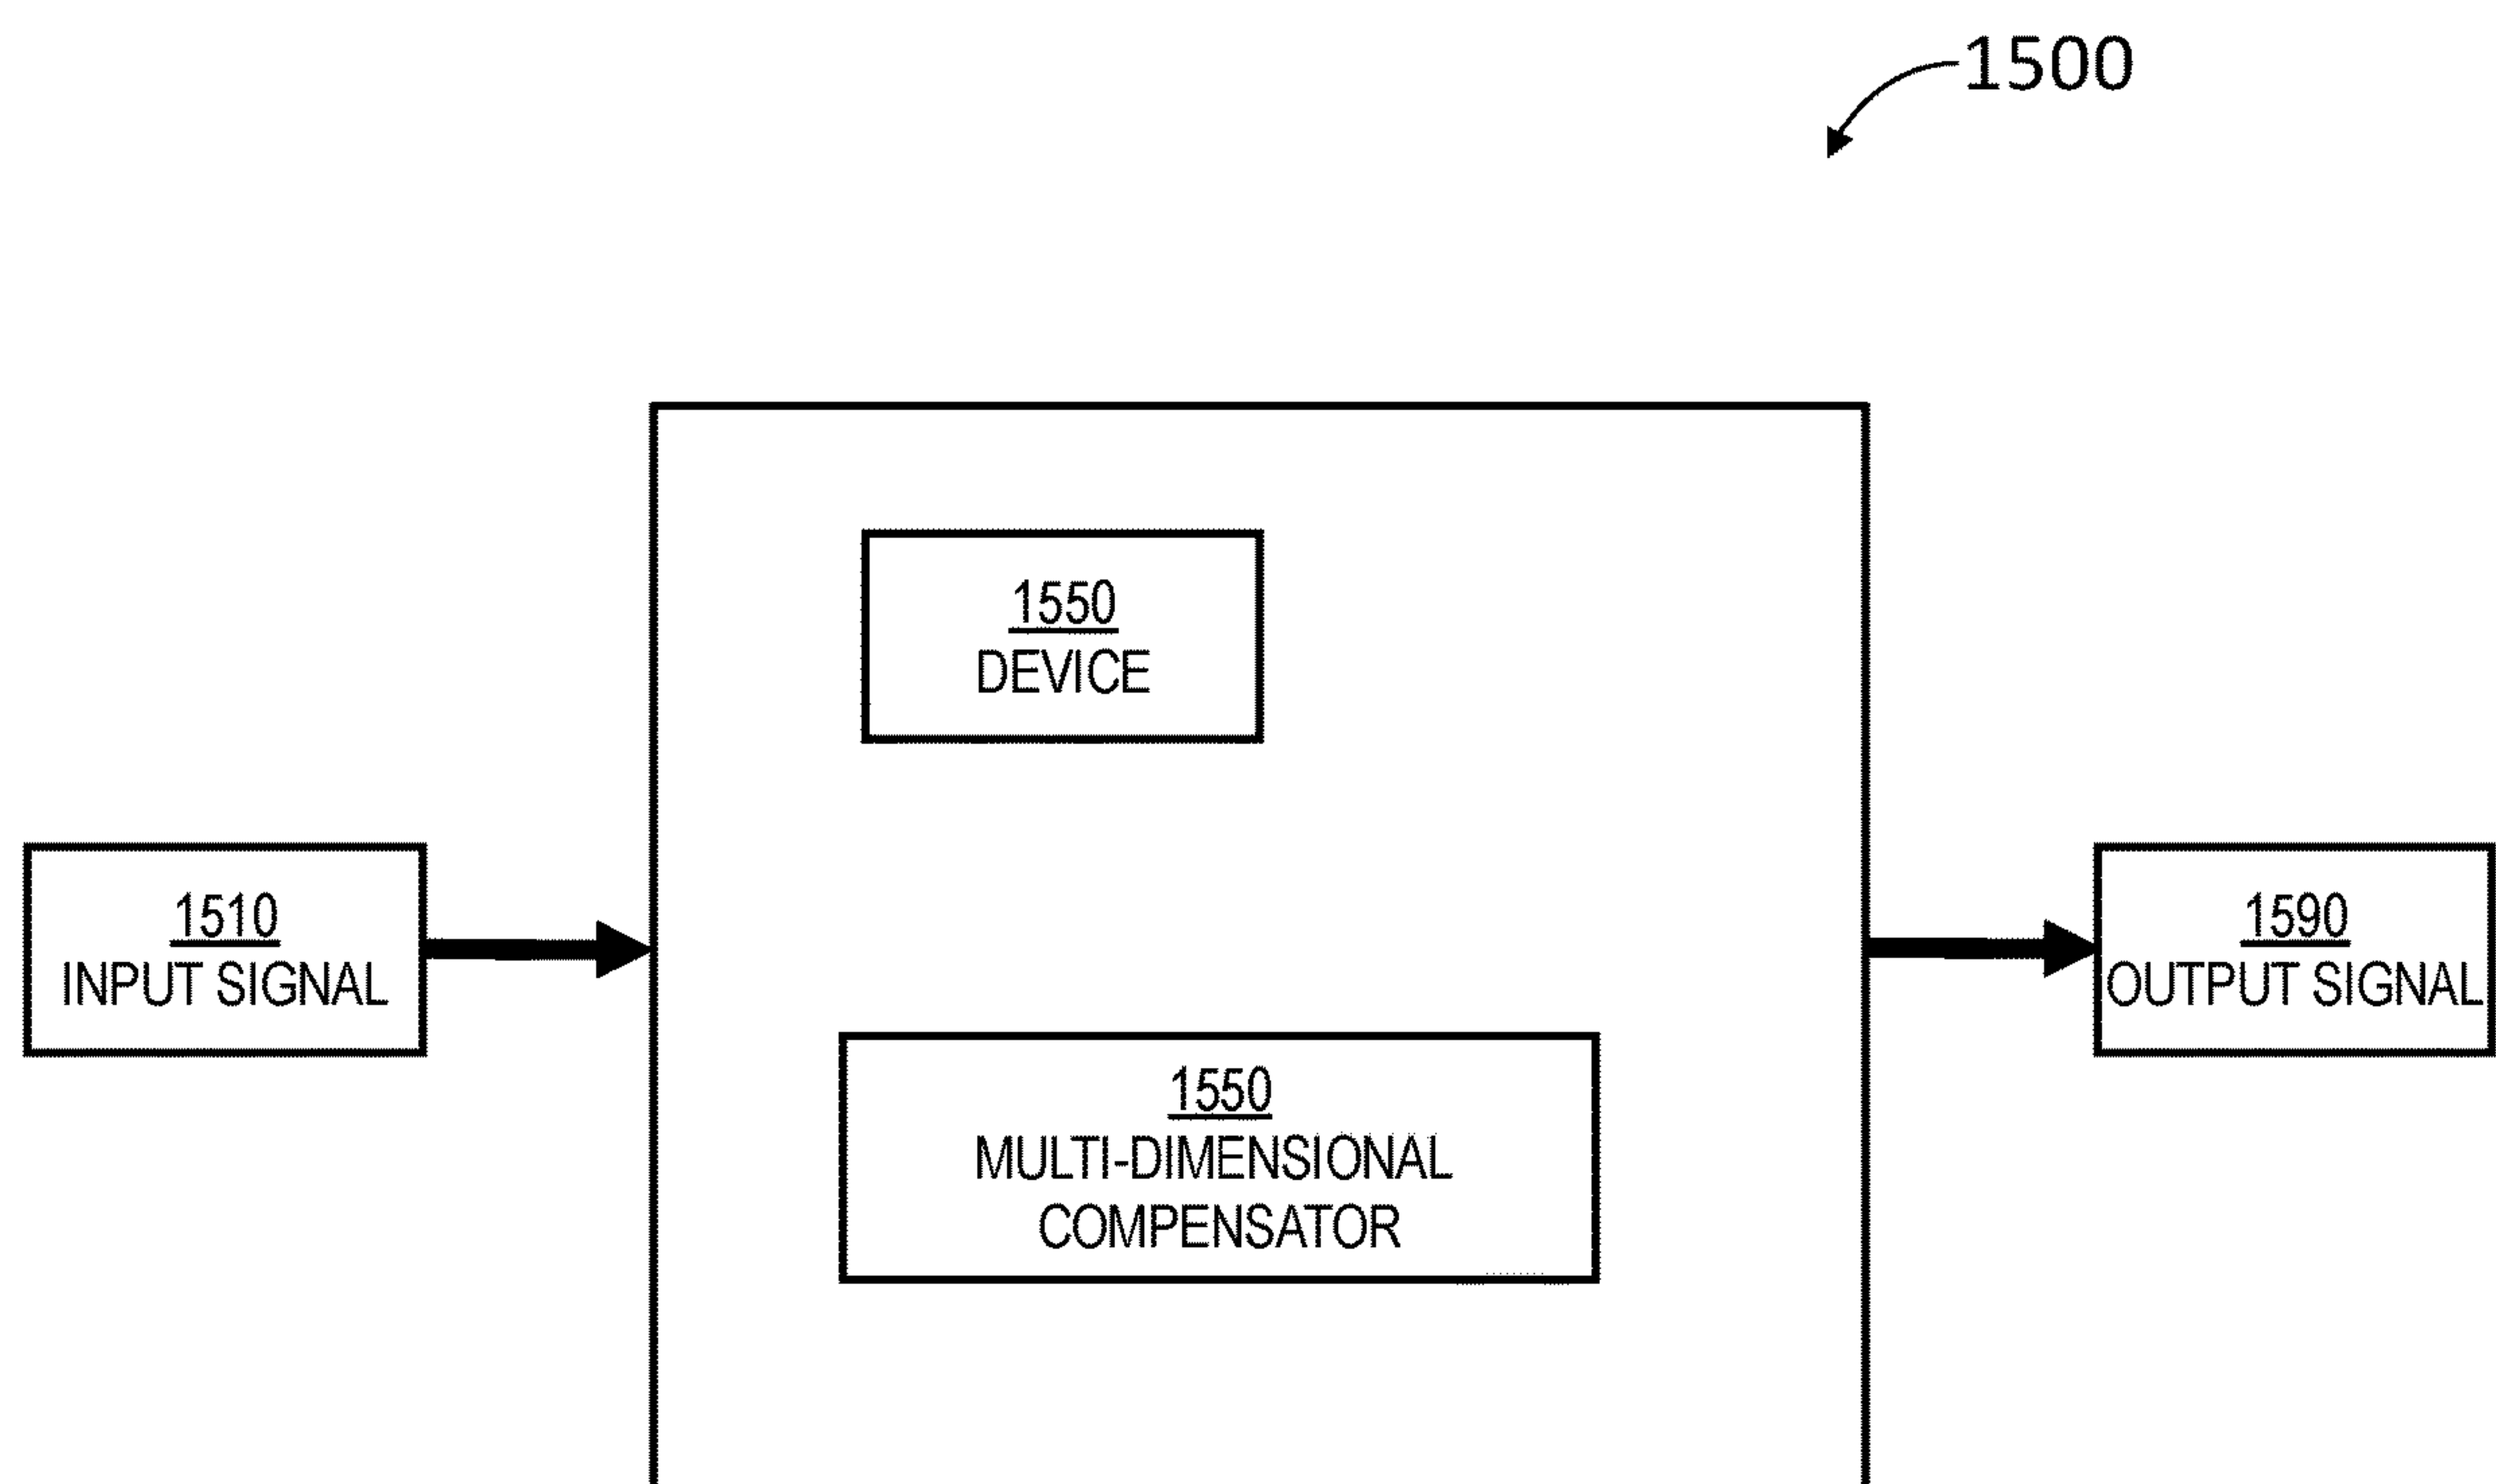 1500
1550
DEVICE
1510
INPUT SIGNAL
1590
OUTPUT SIGNAL
1550
MULTI-DIMENSIONAL
COMPENSATOR